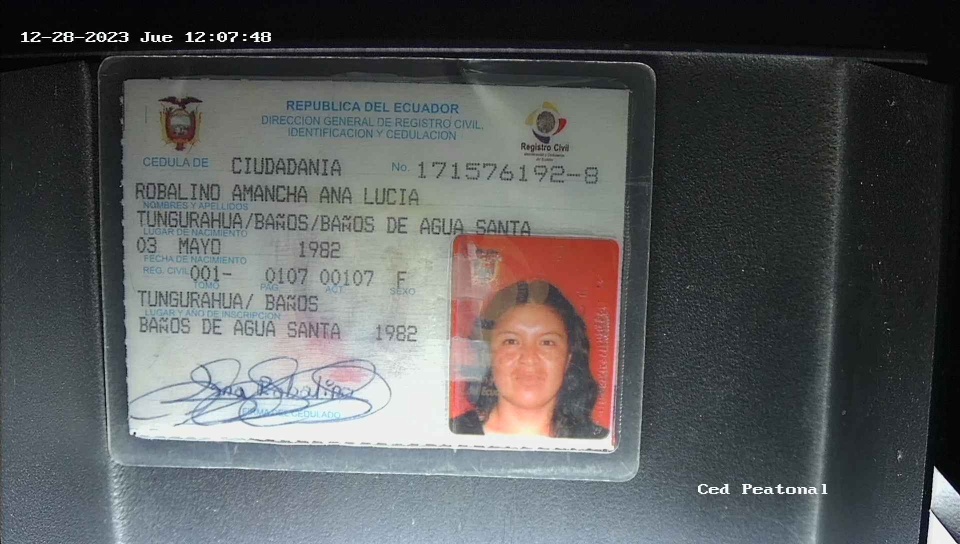 12-28-2023 Jue 12:07:48
REPUBLICA DEL ECUADOR
DIRECCION GENERAL DE REGISTRO CIVIL,
IDENTIFICACION Y CEDULACION
Registro Civil
CEDULA DE CIUDADANIA No. 171576192-8
ROBALINO AMANCHA ANA LUCIA
NOMBRES Y APELLIDOS
TUNGURAHUA/BAÑOS/BAÑOS DE AGUA SANTA
LUGAR DE NACIMIENTO
03 MAYO 1982
FECHA DE NACIMIENTO
REG. CIVIL 001- 0107 00107 F
TOMO PAG. ACT. SEXO
TUNGURAHUA/ BAÑOS
LUGAR Y AÑO DE INSCRIPCION
BAÑOS DE AGUA SANTA 1982
FIRMA DEL CEDULADO
Ced Peatonal